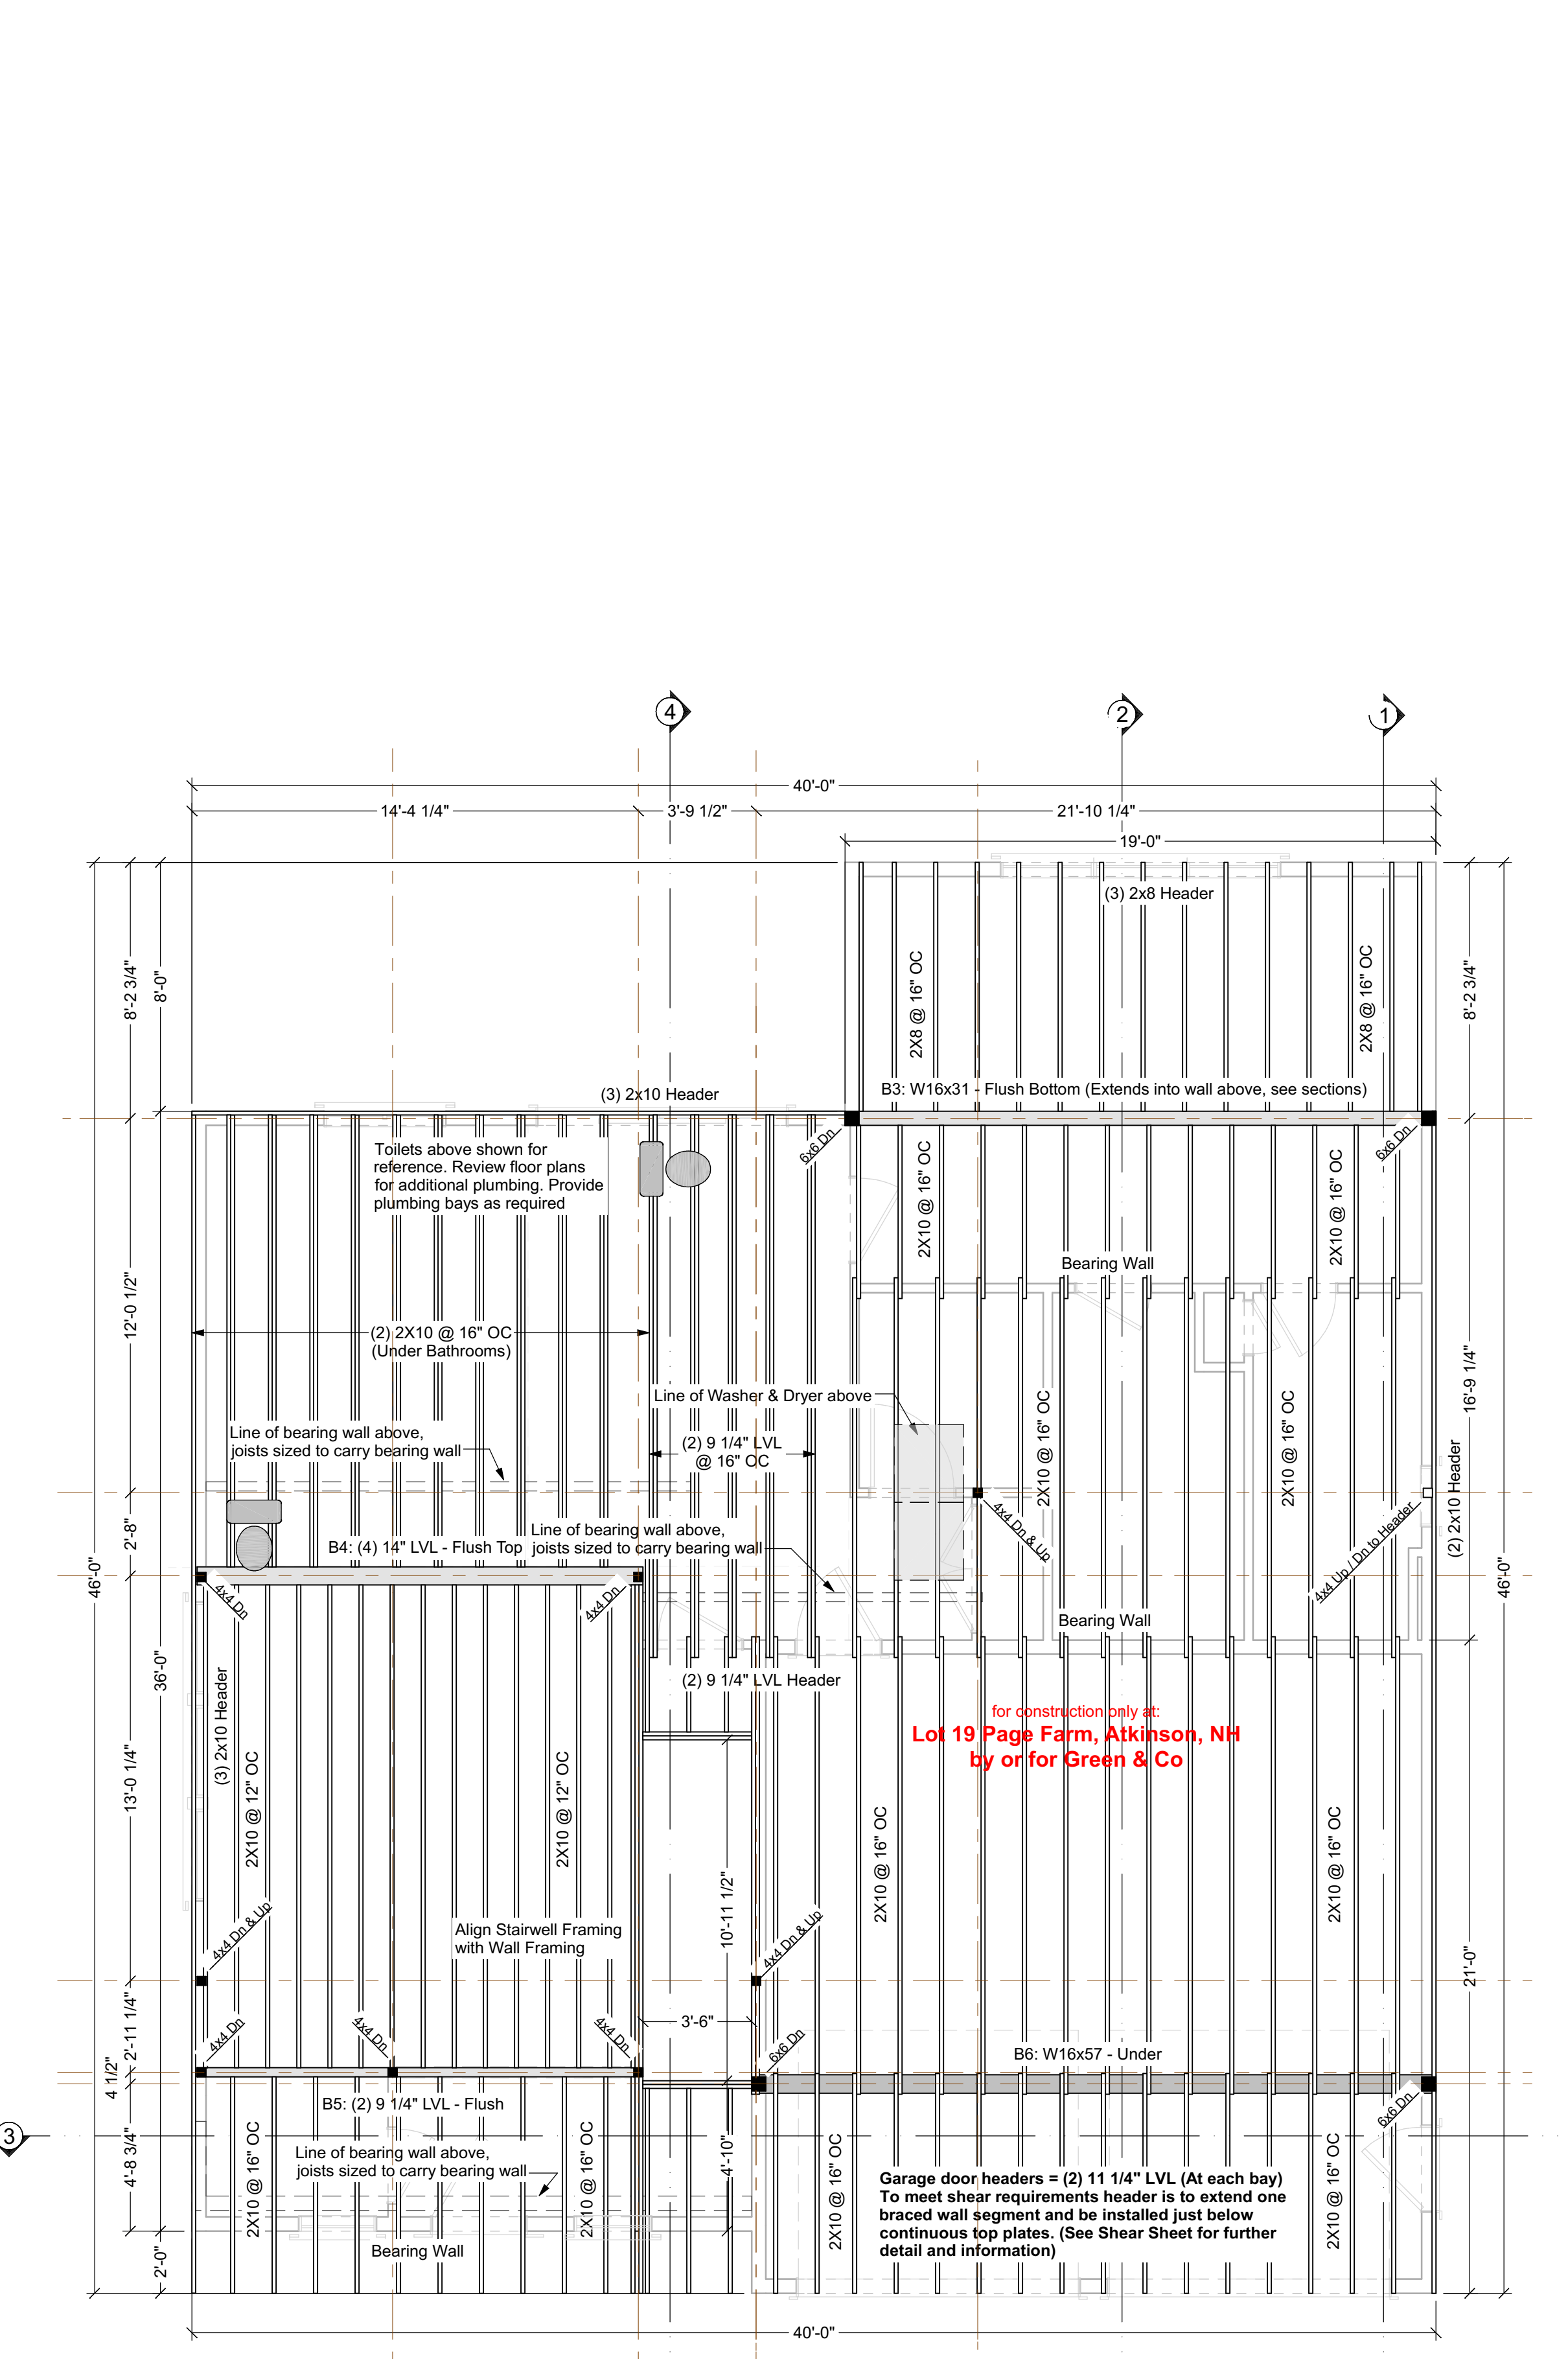 4
2
1
40'-0"
14'-4 1/4"
3'-9 1/2"
21'-10 1/4"
19'-0"
(3) 2x8 Header
8'-2 3/4"
8'-0"
2X8 @ 16" OC
2X8 @ 16" OC
8'-2 3/4"
(3) 2x10 Header
B3: W16x31 - Flush Bottom (Extends into wall above, see sections)
6x6 Dn
6x6 Dn
Toilets above shown for
reference. Review floor plans
for additional plumbing. Provide
plumbing bays as required
2X10 @ 16" OC
2X10 @ 16" OC
Bearing Wall
12'-0 1/2"
(2) 2X10 @ 16" OC
(Under Bathrooms)
16'-9 1/4"
Line of Washer & Dryer above
Line of bearing wall above,
joists sized to carry bearing wall
(2) 9 1/4" LVL
@ 16" OC
2X10 @ 16" OC
2X10 @ 16" OC
(2) 2x10 Header
2'-8"
B4: (4) 14" LVL - Flush Top
Line of bearing wall above,
joists sized to carry bearing wall
4x4 Dn & Up
4x4 Up / Dn to Header
46'-0"
46'-0"
4x4 Dn
4x4 Dn
Bearing Wall
36'-0"
(3) 2x10 Header
(2) 9 1/4" LVL Header
for construction only at:
Lot 19 Page Farm, Atkinson, NH
by or for Green & Co
13'-0 1/4"
2X10 @ 12" OC
2X10 @ 12" OC
2X10 @ 16" OC
2X10 @ 16" OC
4x4 Dn & Up
Align Stairwell Framing
with Wall Framing
10'-11 1/2"
4x4 Dn & Up
21'-0"
2'-11 1/4"
4x4 Dn
4x4 Dn
4x4 Dn
3'-6"
6x6 Dn
B6: W16x57 - Under
4 1/2"
B5: (2) 9 1/4" LVL - Flush
6x6 Dn
3
4'-8 3/4"
2X10 @ 16" OC
Line of bearing wall above,
joists sized to carry bearing wall
2X10 @ 16" OC
4'-10"
2X10 @ 16" OC
Garage door headers = (2) 11 1/4" LVL (At each bay)
To meet shear requirements header is to extend one
braced wall segment and be installed just below
continuous top plates. (See Shear Sheet for further
detail and information)
2X10 @ 16" OC
2'-0"
Bearing Wall
40'-0"